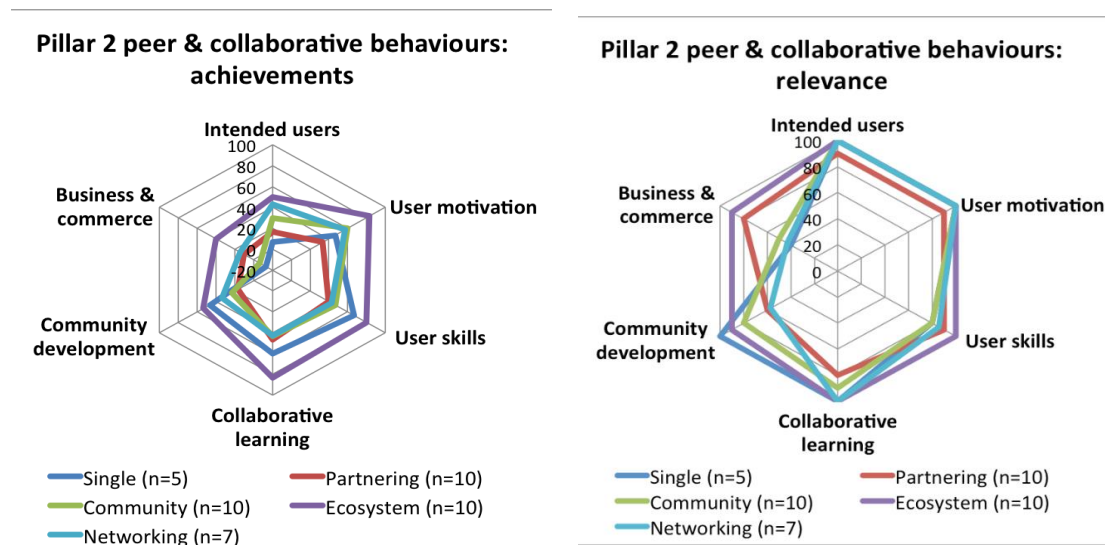 Pillar 2 peer & collaborative behaviours:
achievements
Intended users
100
80
60
40
20
0
-20
Business &
commerce
User motivation
Community
development
User skills
Collaborative
learning
Single (n=5)
Partnering (n=10)
Community (n=10)
Ecosystem (n=10)
Networking (n=7)
Pillar 2 peer & collaborative behaviours:
relevance
Intended users
100
80
60
40
20
0
Business &
commerce
User motivation
Community
development
User skills
Collaborative
learning
Single (n=5)
Partnering (n=10)
Community (n=10)
Ecosystem (n=10)
Networking (n=7)